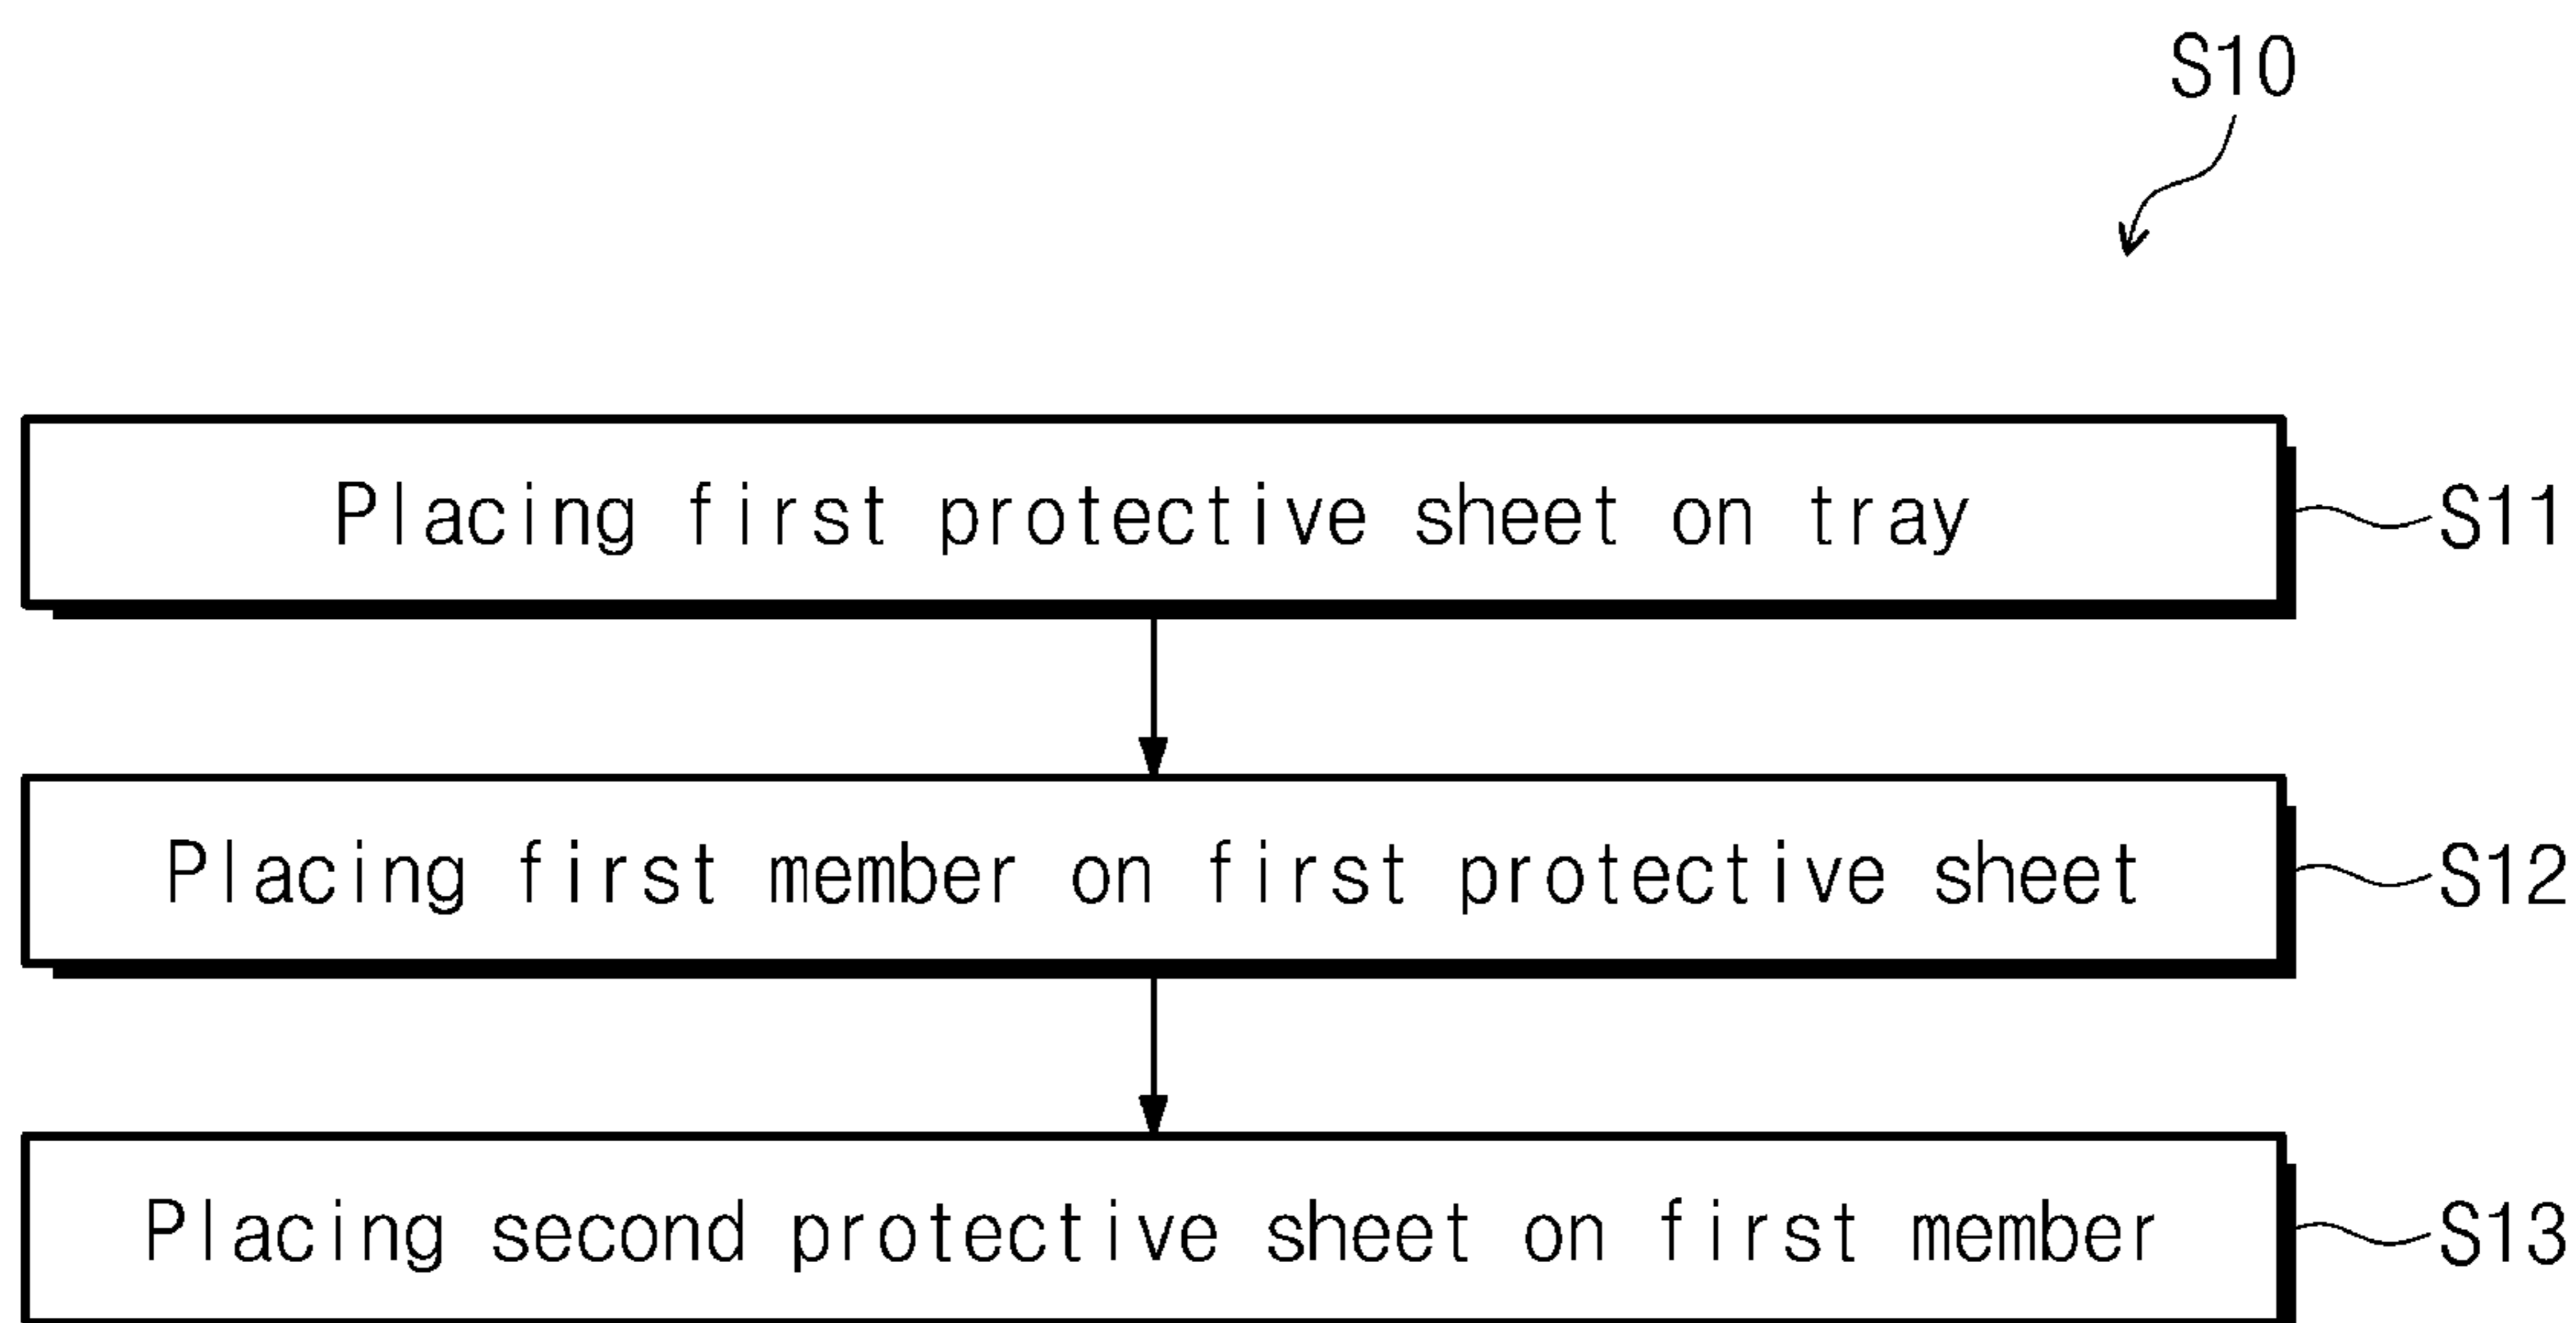 S10
Placing first protective sheet on tray
S11
Placing first member on first protective sheet
S12
Placing second protective sheet on first member
S13